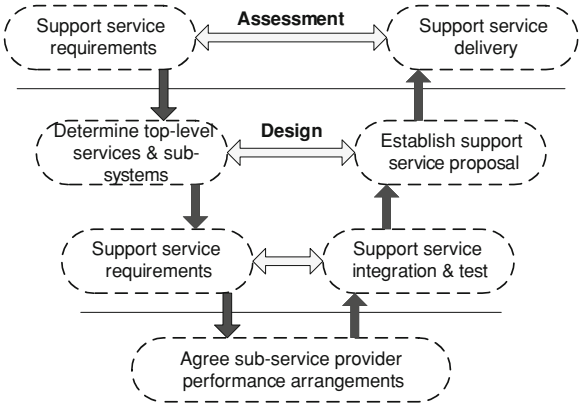 Support service
requirements
Assessment
Support service
delivery
Determine top-level
services & sub-
systems
Design
Establish support
service proposal
Support service
requirements
Support service
integration & test
Agree sub-service provider
performance arrangements